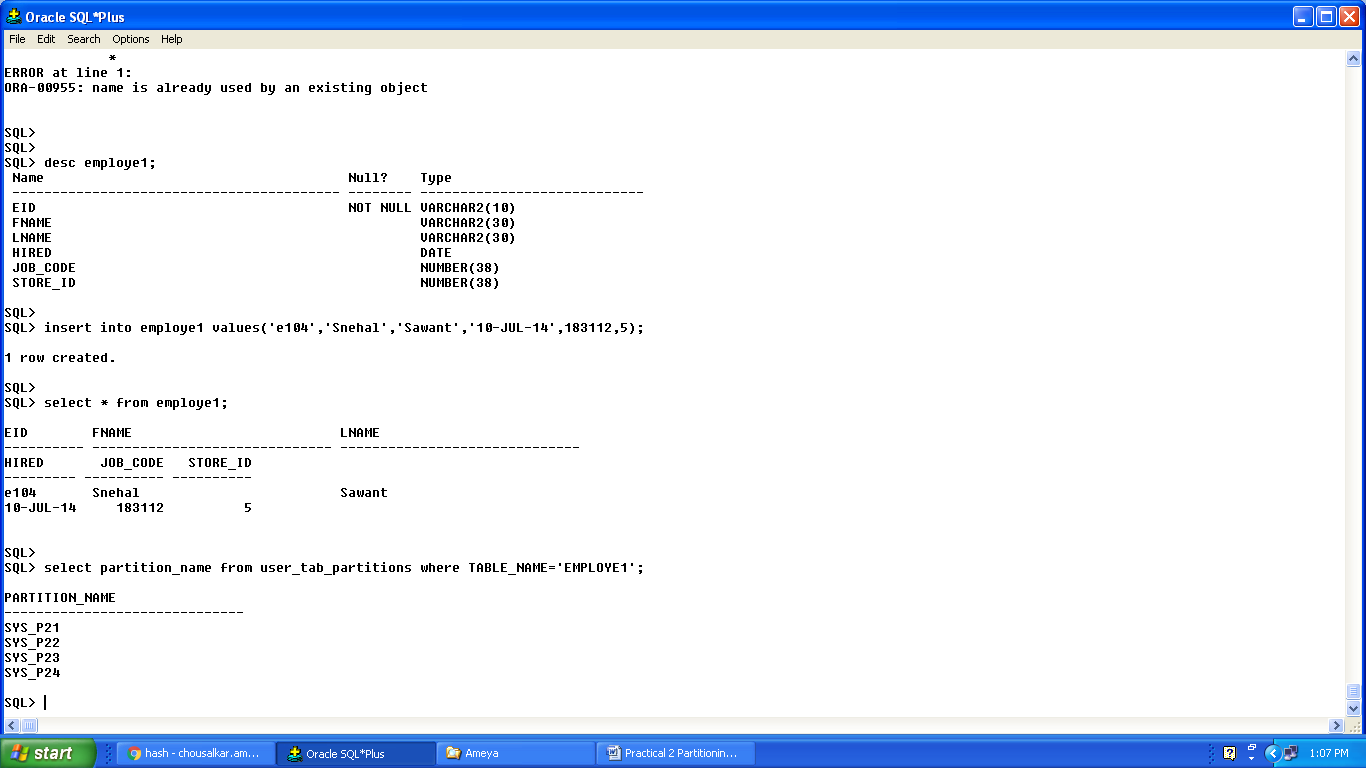 Oracle SQL*Plus
File Edit Search Options Help
*
ERROR at line 1:
ORA-00955: name is already used by an existing object
SQL>
SQL>
SQL> desc employe1;
Name Null? Type
----------------------------------------- -------- ----------------------------
EID NOT NULL VARCHAR2(10)
FNAME VARCHAR2(30)
LNAME VARCHAR2(30)
HIRED DATE
JOB_CODE NUMBER(38)
STORE_ID NUMBER(38)
SQL>
SQL> insert into employe1 values('e104','Snehal','Sawant','10-JUL-14',183112,5);
1 row created.
SQL>
SQL> select * from employe1;
EID FNAME LNAME
---------- ------------------------------ ------------------------------
HIRED JOB_CODE STORE_ID
--------- ---------- ----------
e104 Snehal Sawant
10-JUL-14 183112 5
SQL>
SQL> select partition_name from user_tab_partitions where TABLE_NAME='EMPLOYE1';
PARTITION_NAME
------------------------------
SYS_P21
SYS_P22
SYS_P23
SYS_P24
SQL>
start hash - chousalkar.am... Oracle SQL*Plus Ameya Practical 2 Partitionin... 1:07 PM